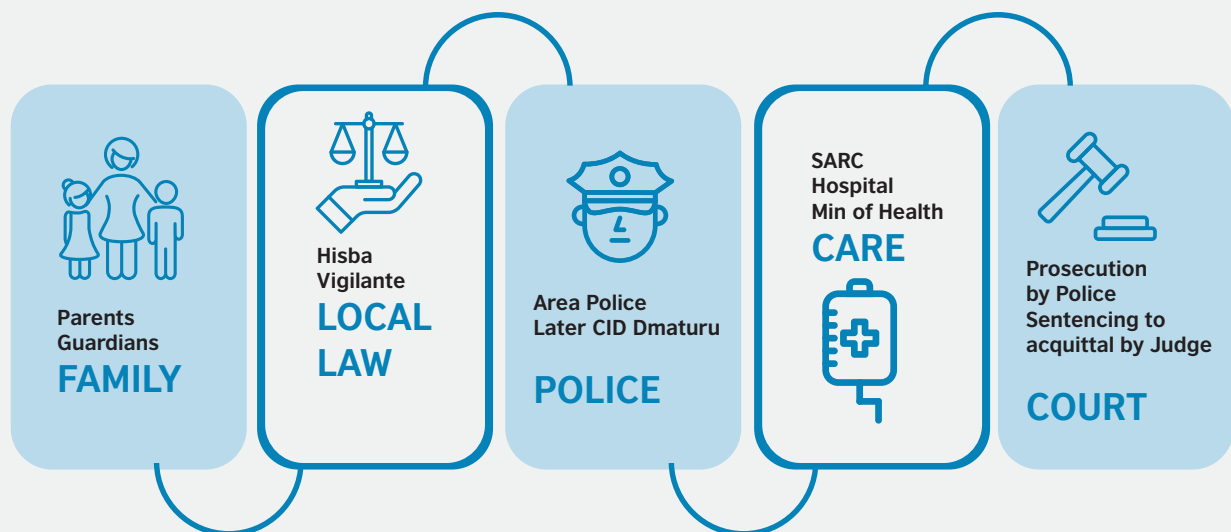 Parents
Guardians
FAMILY
Hisba
Vigilante
LOCAL
LAW
Area Police
Later CID Dmaturu
POLICE
SARC
Hospital
Min of Health
CARE
Prosecution
by Police
Sentencing to
acquittal by Judge
COURT